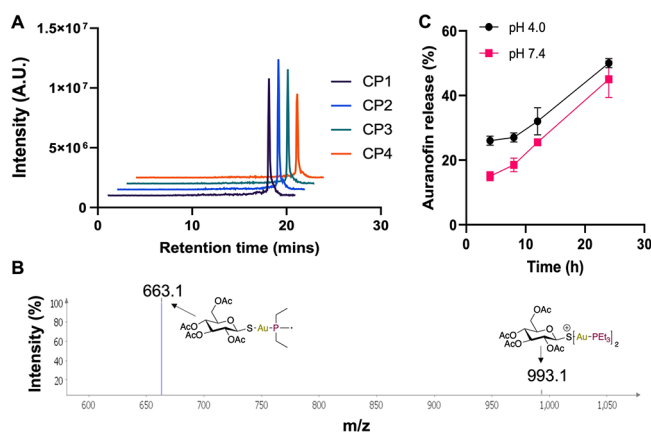 A
1.5×10⁷
1×10⁷
5×10⁶
0
Intensity (A.U.)
0
10
20
30
Retention time (mins)
CP1
CP2
CP3
CP4
C
pH 4.0
pH 7.4
60
40
20
0
Auranofin release (%)
0
10
20
30
Time (h)
B
663.1
OAc
AcO
AcO
OAc
S
Au
P
OAc
AcO
AcO
OAc
S
⊕
Au
PEt₃
2
993.1
100
80
60
40
20
Intensity (%)
600
650
700
750
800
850
900
950
1,000
1,050
m/z